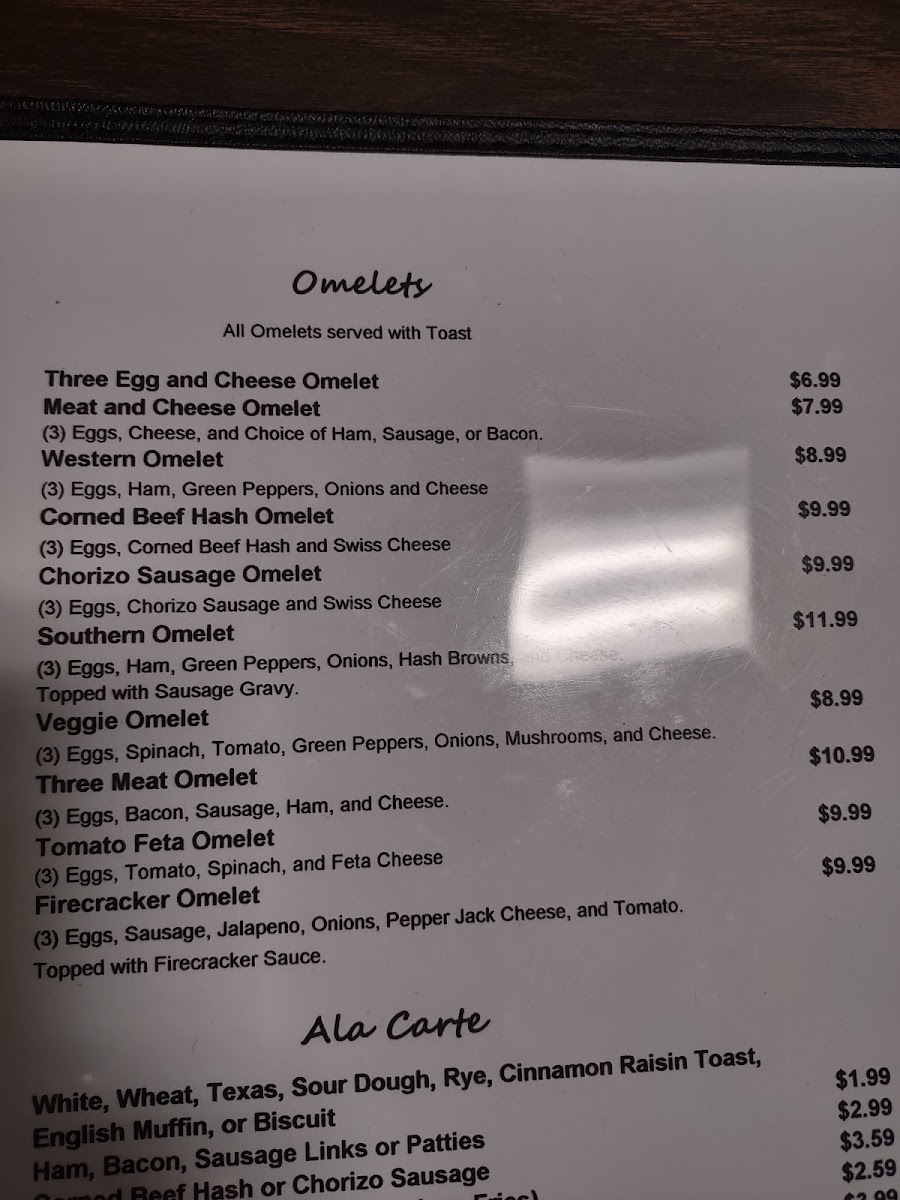 Omelets
All Omelets served with Toast
Three Egg and Cheese Omelet $6.99
Meat and Cheese Omelet $7.99
(3) Eggs, Cheese, and Choice of Ham, Sausage, or Bacon.
Western Omelet $8.99
(3) Eggs, Ham, Green Peppers, Onions and Cheese
Corned Beef Hash Omelet $9.99
(3) Eggs, Corned Beef Hash and Swiss Cheese
Chorizo Sausage Omelet $9.99
(3) Eggs, Chorizo Sausage and Swiss Cheese
Southern Omelet $11.99
(3) Eggs, Ham, Green Peppers, Onions, Hash Browns, and Cheese.
Topped with Sausage Gravy.
Veggie Omelet $8.99
(3) Eggs, Spinach, Tomato, Green Peppers, Onions, Mushrooms, and Cheese.
Three Meat Omelet $10.99
(3) Eggs, Bacon, Sausage, Ham, and Cheese.
Tomato Feta Omelet $9.99
(3) Eggs, Tomato, Spinach, and Feta Cheese
Firecracker Omelet $9.99
(3) Eggs, Sausage, Jalapeno, Onions, Pepper Jack Cheese, and Tomato.
Topped with Firecracker Sauce.
Ala Carte
White, Wheat, Texas, Sour Dough, Rye, Cinnamon Raisin Toast,
English Muffin, or Biscuit $1.99
Ham, Bacon, Sausage Links or Patties $2.99
Corned Beef Hash or Chorizo Sausage $3.59
Fries) $2.59